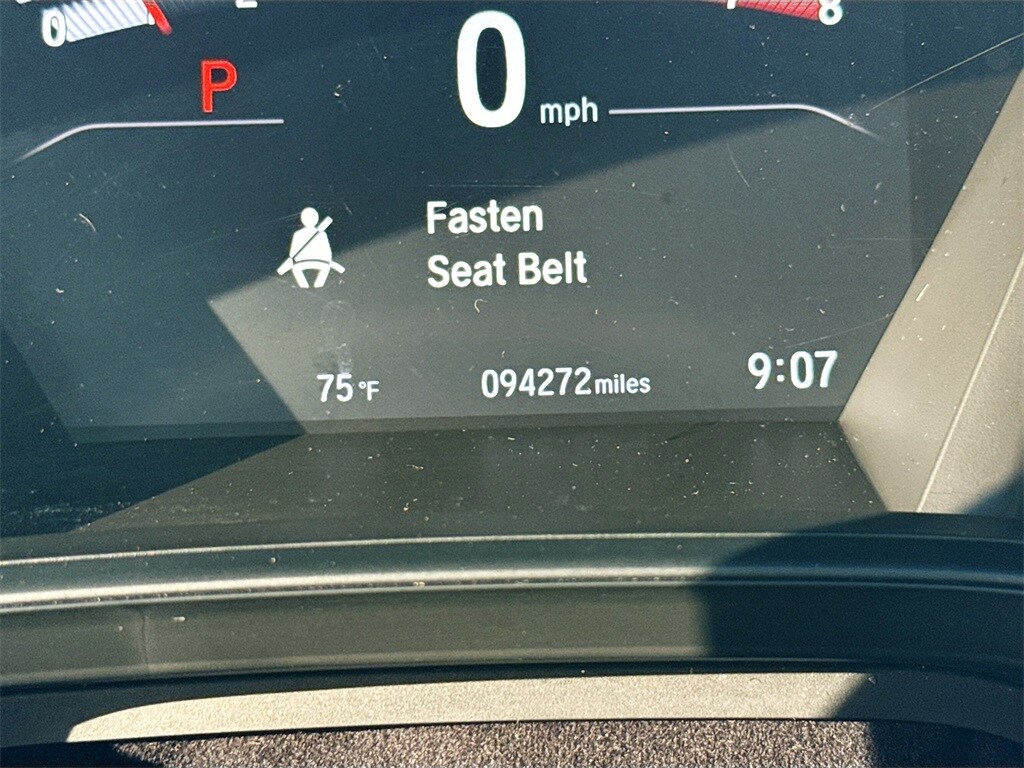 0 8
P
0 mph
Fasten
Seat Belt
75 °F 094272 miles 9:07